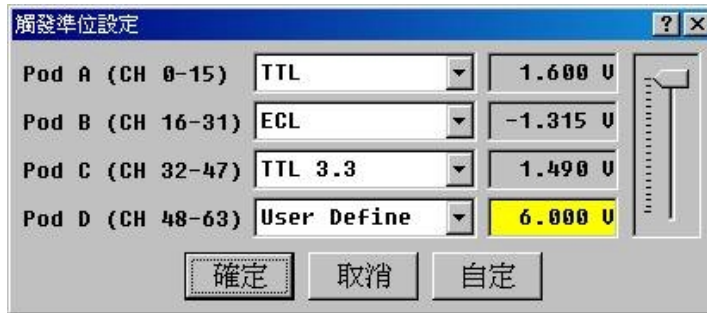 觸發準位設定
Pod A (CH 0-15) TTL 1.600 V
Pod B (CH 16-31) ECL -1.315 V
Pod C (CH 32-47) TTL 3.3 1.490 V
Pod D (CH 48-63) User Define 6.000 V
確定 取消 自定